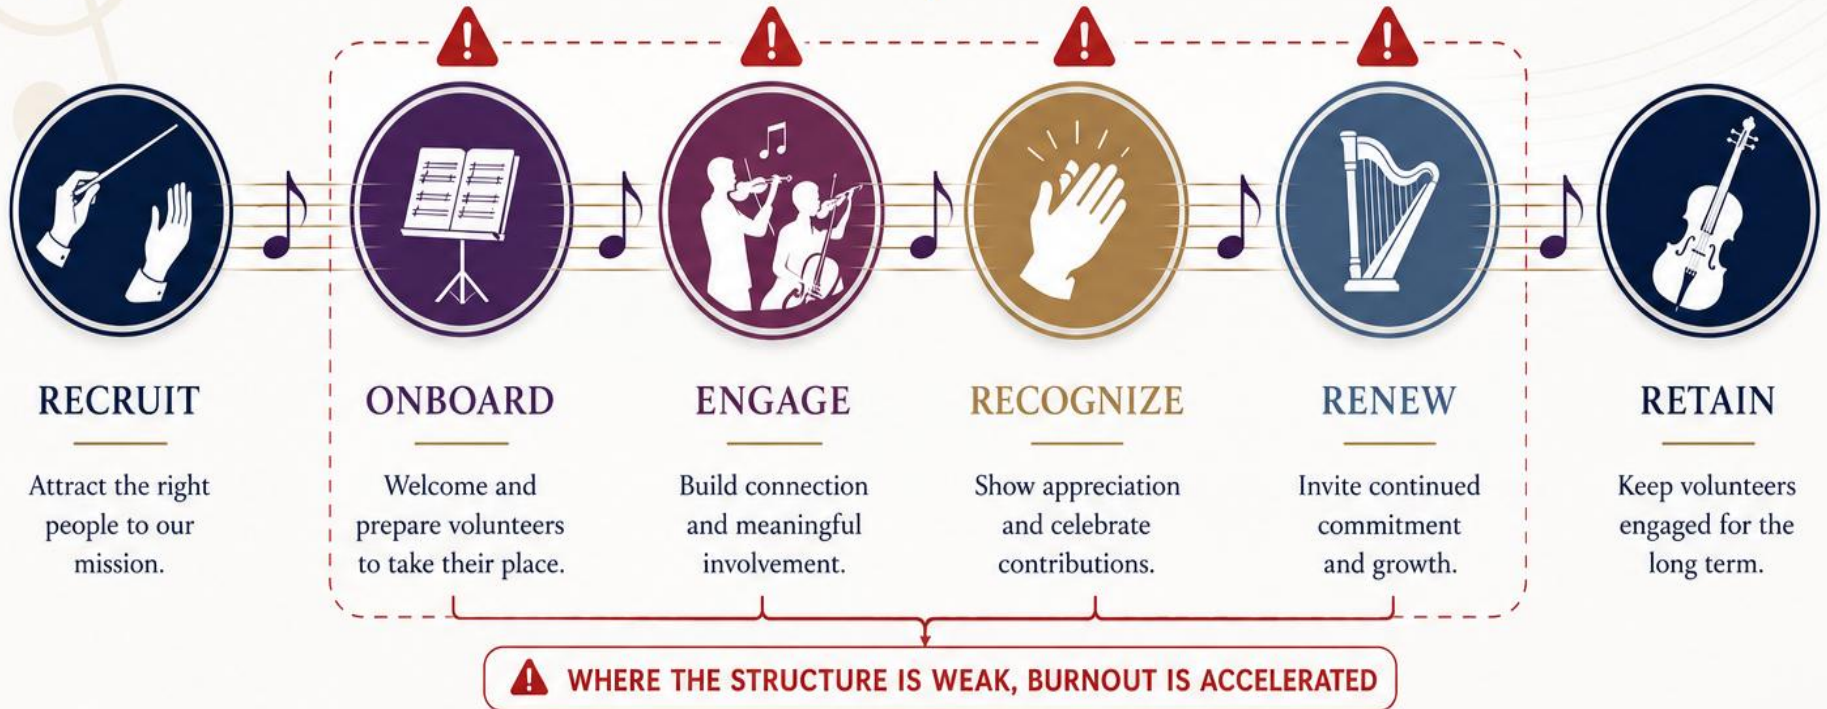 RECRUIT
Attract the right
people to our
mission.
ONBOARD
Welcome and
prepare volunteers
to take their place.
ENGAGE
Build connection
and meaningful
involvement.
RECOGNIZE
Show appreciation
and celebrate
contributions.
RENEW
Invite continued
commitment
and growth.
RETAIN
Keep volunteers
engaged for the
long term.
WHERE THE STRUCTURE IS WEAK, BURNOUT IS ACCELERATED